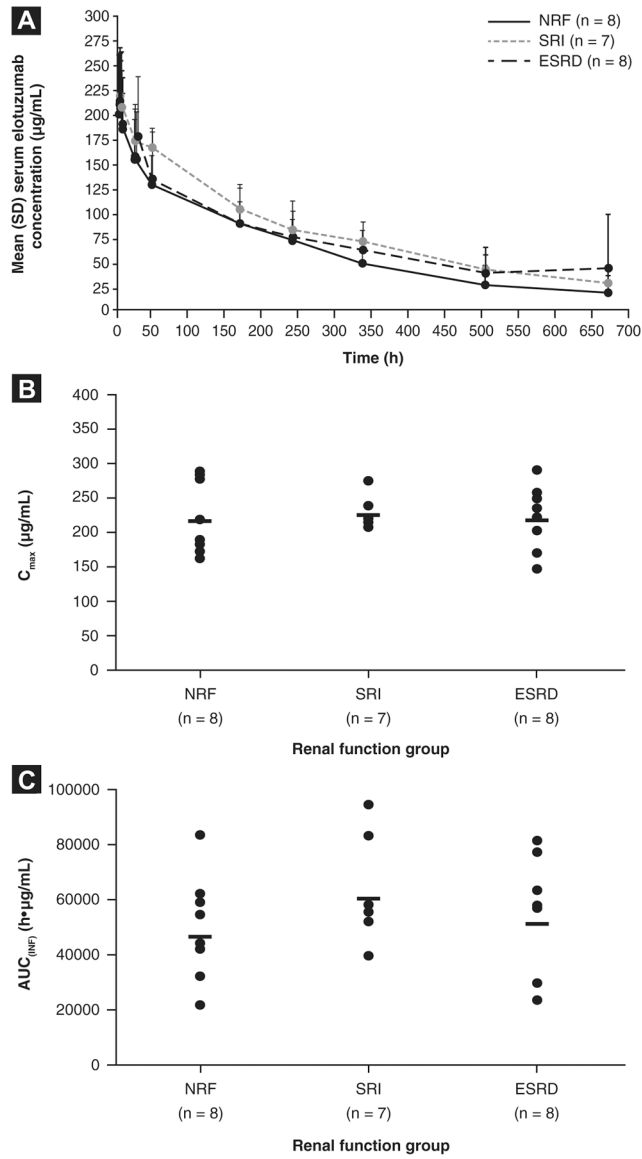 A
300
275
250
225
200
175
150
125
100
75
50
25
0
Mean (SD) serum elotuzumab
concentration (µg/mL)
NRF (n = 8)
SRI (n = 7)
ESRD (n = 8)
0 50 100 150 200 250 300 350 400 450 500 550 600 650 700
Time (h)
B
400
350
300
250
200
150
100
50
0
Cmax (µg/mL)
NRF SRI ESRD
(n = 8) (n = 7) (n = 8)
Renal function group
C
100000
80000
60000
40000
20000
0
AUC(INF) (h•µg/mL)
NRF SRI ESRD
(n = 8) (n = 7) (n = 8)
Renal function group